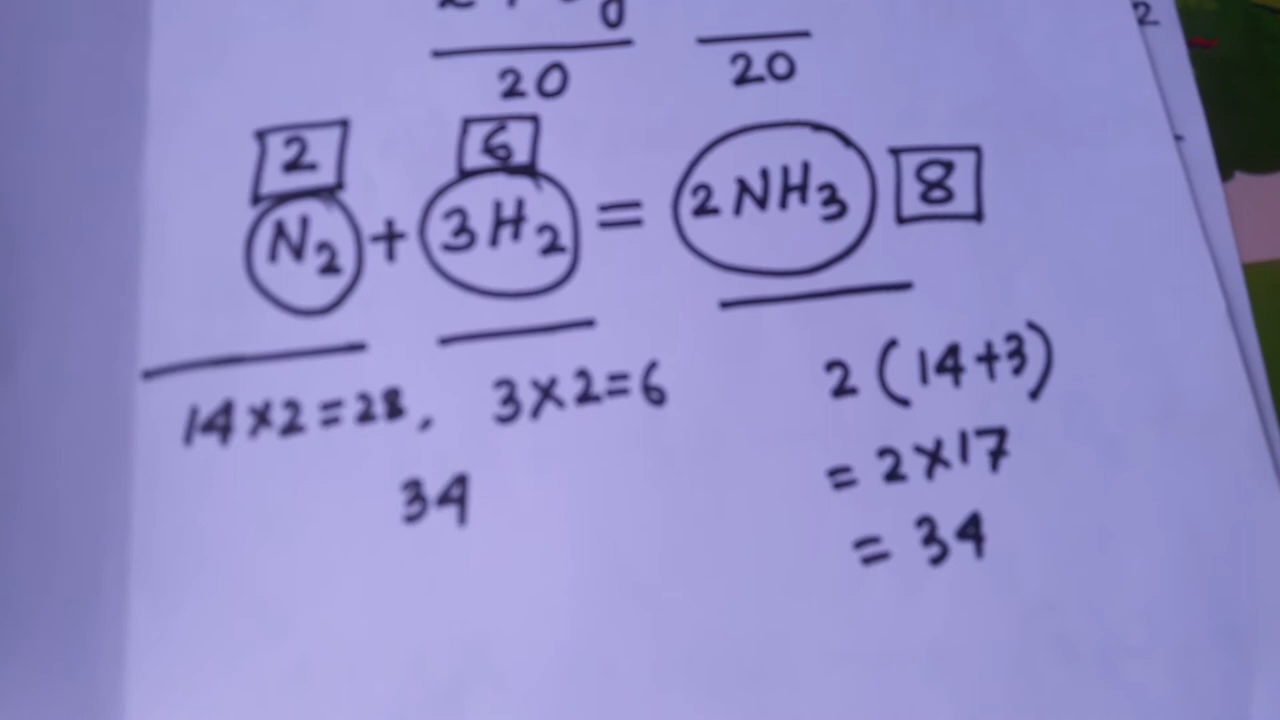 20 20
2 6
N2 + 3H2 = 2NH3 8
14×2=28, 3×2=6 2(14+3)
34 = 2×17
= 34
2